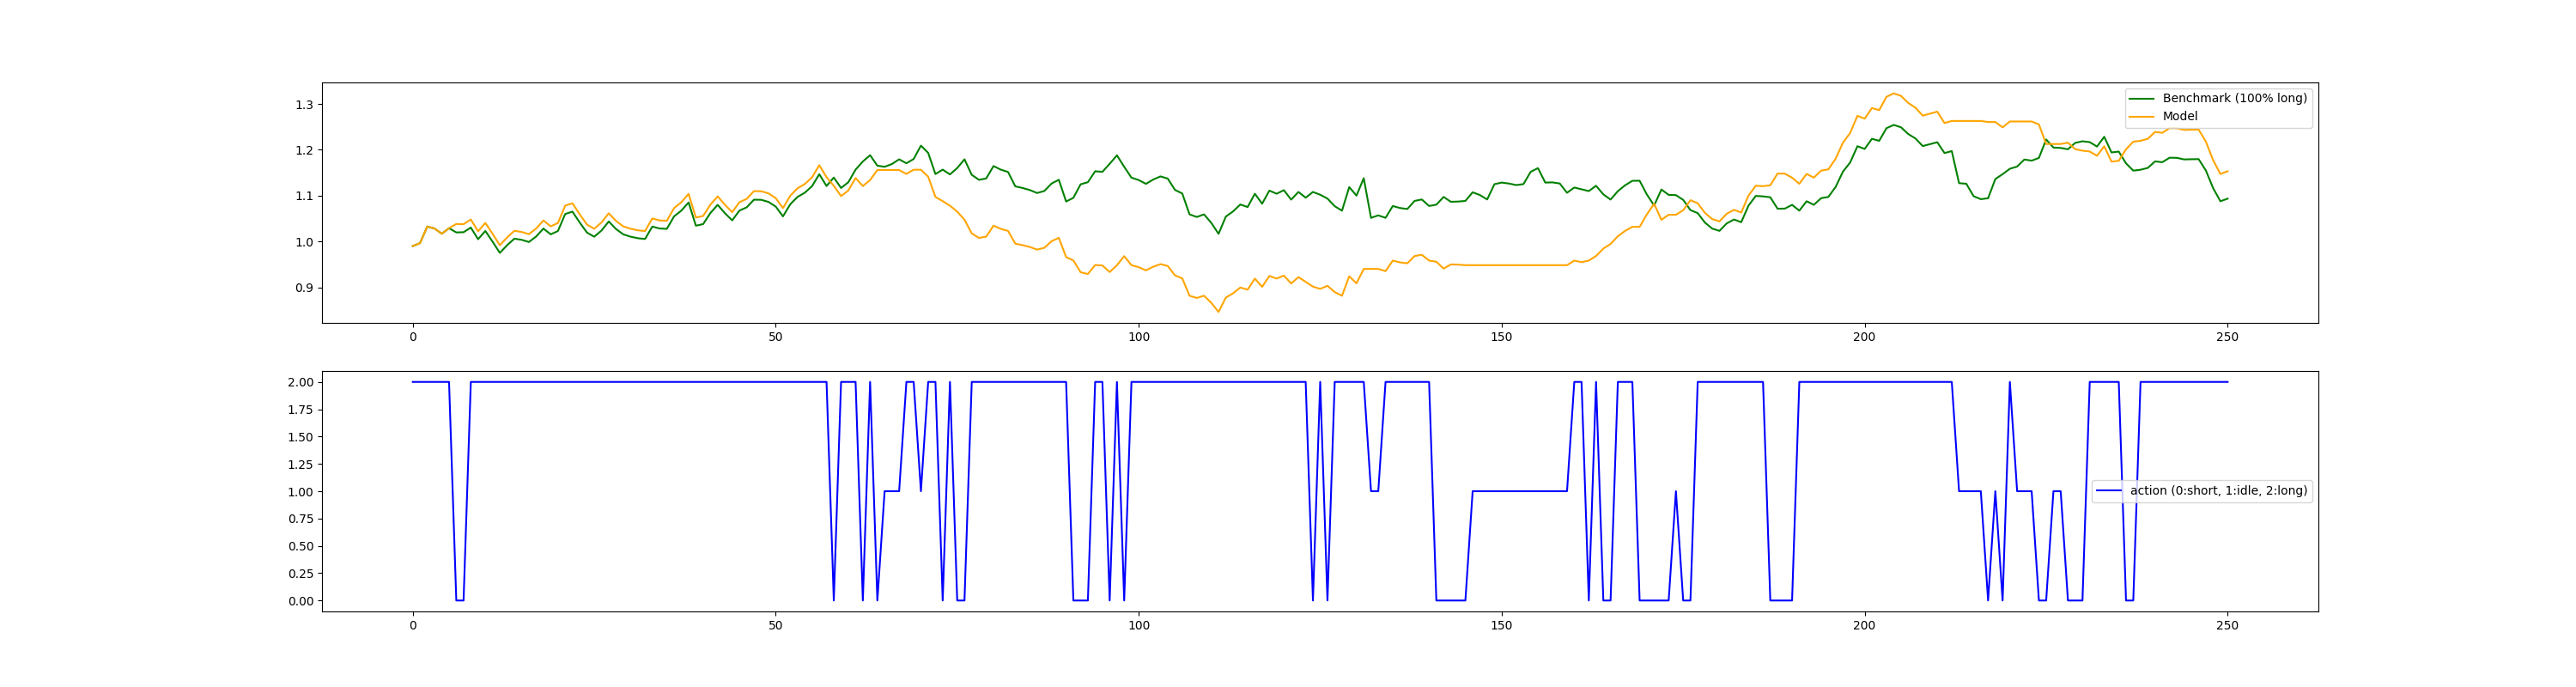 1.3
1.2
1.1
1.0
0.9
Benchmark (100% long)
Model
0 50 100 150 200 250
2.00
1.75
1.50
1.25
1.00
0.75
0.50
0.25
0.00
action (0:short, 1:idle, 2:long)
0 50 100 150 200 250